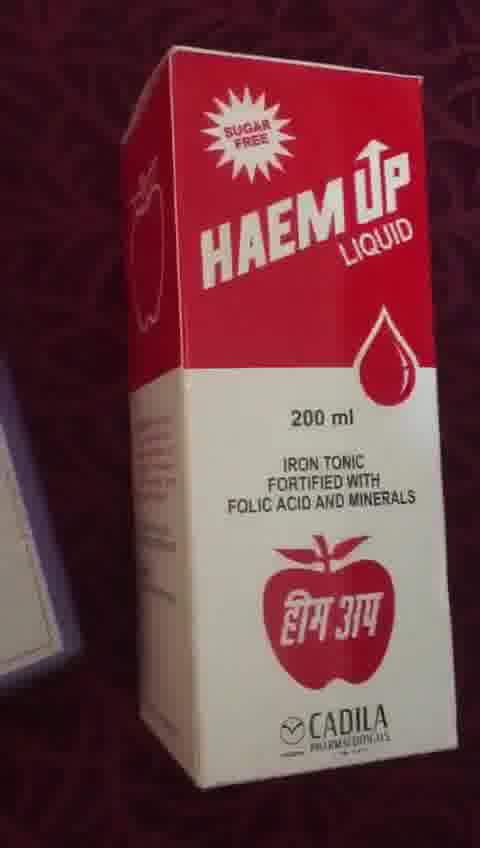 SUGAR
FREE
HAEM UP
LIQUID
200 ml
IRON TONIC
FORTIFIED WITH
FOLIC ACID AND MINERALS
हीम अप
CADILA
PHARMACEUTICALS